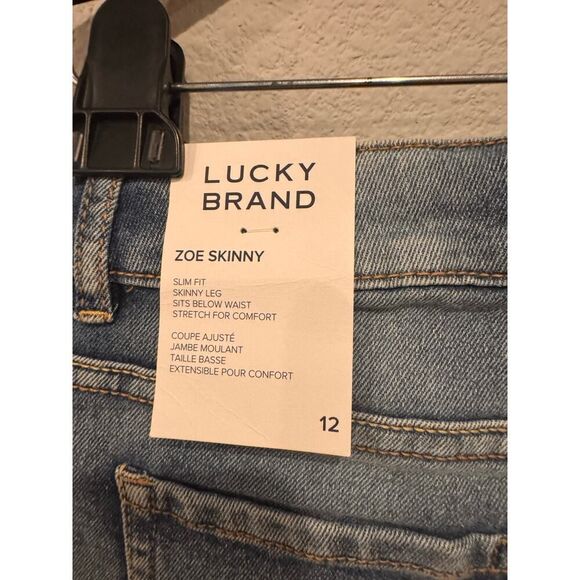 LUCKY
BRAND
ZOE SKINNY
SLIM FIT
SKINNY LEG
SITS BELOW WAIST
STRETCH FOR COMFORT
COUPE AJUSTÉ
JAMBE MOULANT
TAILLE BASSE
EXTENSIBLE POUR CONFORT
12